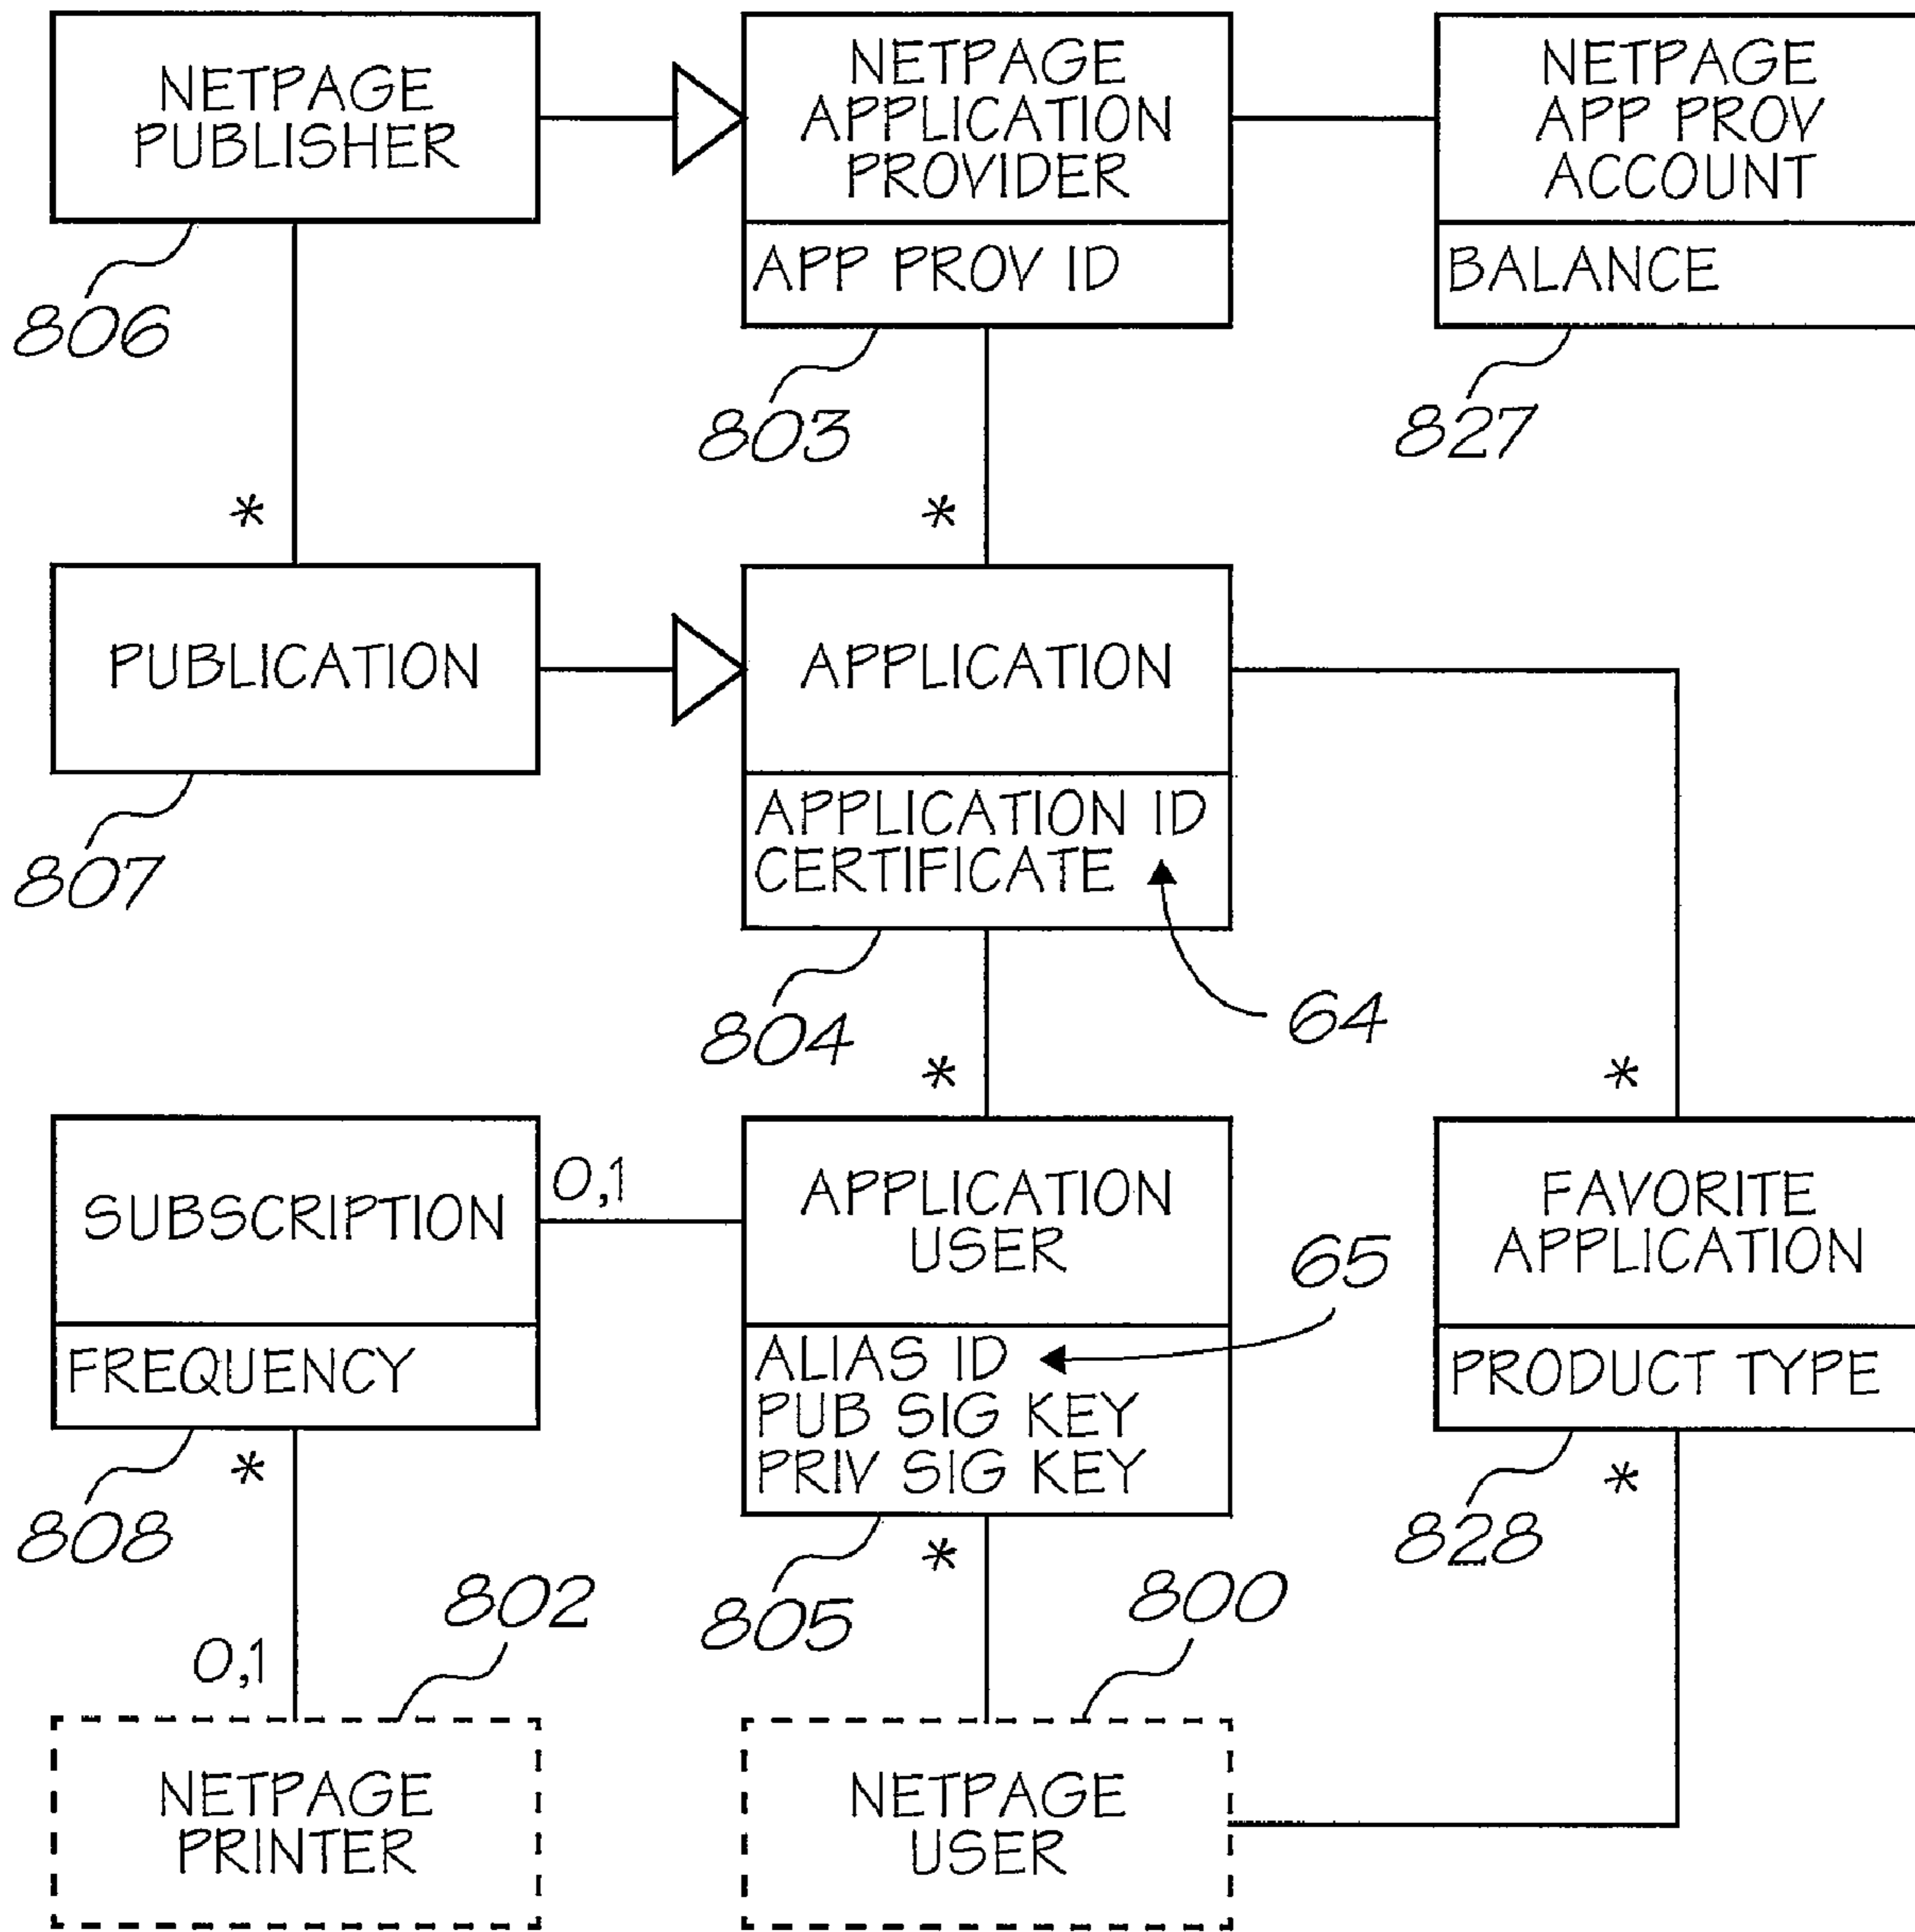 NETPAGE
PUBLISHER
NETPAGE
APPLICATION
PROVIDER
APP PROV ID
NETPAGE
APP PROV
ACCOUNT
BALANCE
806
803
827
*
*
PUBLICATION
APPLICATION
APPLICATION ID
CERTIFICATE
807
804
64
*
*
SUBSCRIPTION
FREQUENCY
0,1
APPLICATION
USER
ALIAS ID
PUB SIG KEY
PRIV SIG KEY
65
FAVORITE
APPLICATION
PRODUCT TYPE
808
*
805
*
828
*
802
800
0,1
NETPAGE
PRINTER
NETPAGE
USER